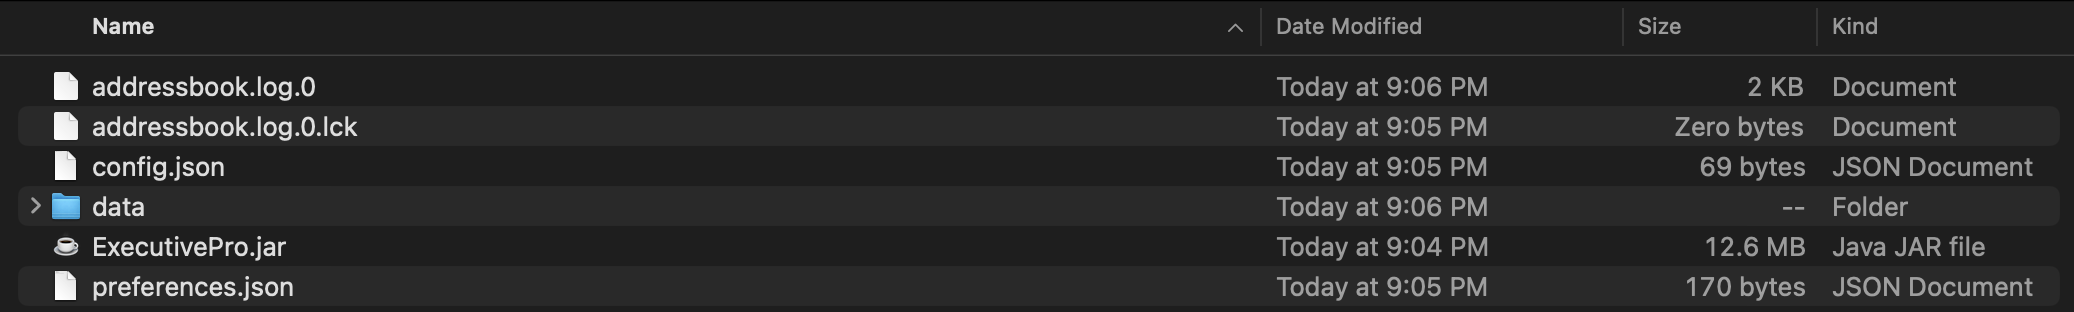 Name Date Modified Size Kind
addressbook.log.0 Today at 9:06 PM 2 KB Document
addressbook.log.0.lck Today at 9:05 PM Zero bytes Document
config.json Today at 9:05 PM 69 bytes JSON Document
data Today at 9:06 PM -- Folder
ExecutivePro.jar Today at 9:04 PM 12.6 MB Java JAR file
preferences.json Today at 9:05 PM 170 bytes JSON Document